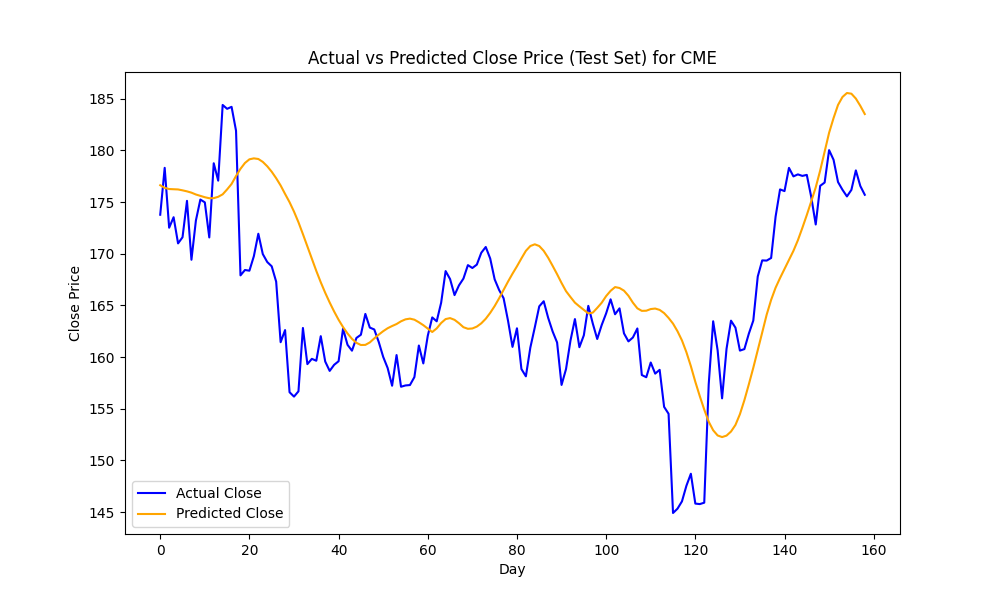 Actual vs Predicted Close Price (Test Set) for CME
Close Price
185
180
175
170
165
160
155
150
145
Actual Close
Predicted Close
0 20 40 60 80 100 120 140 160
Day